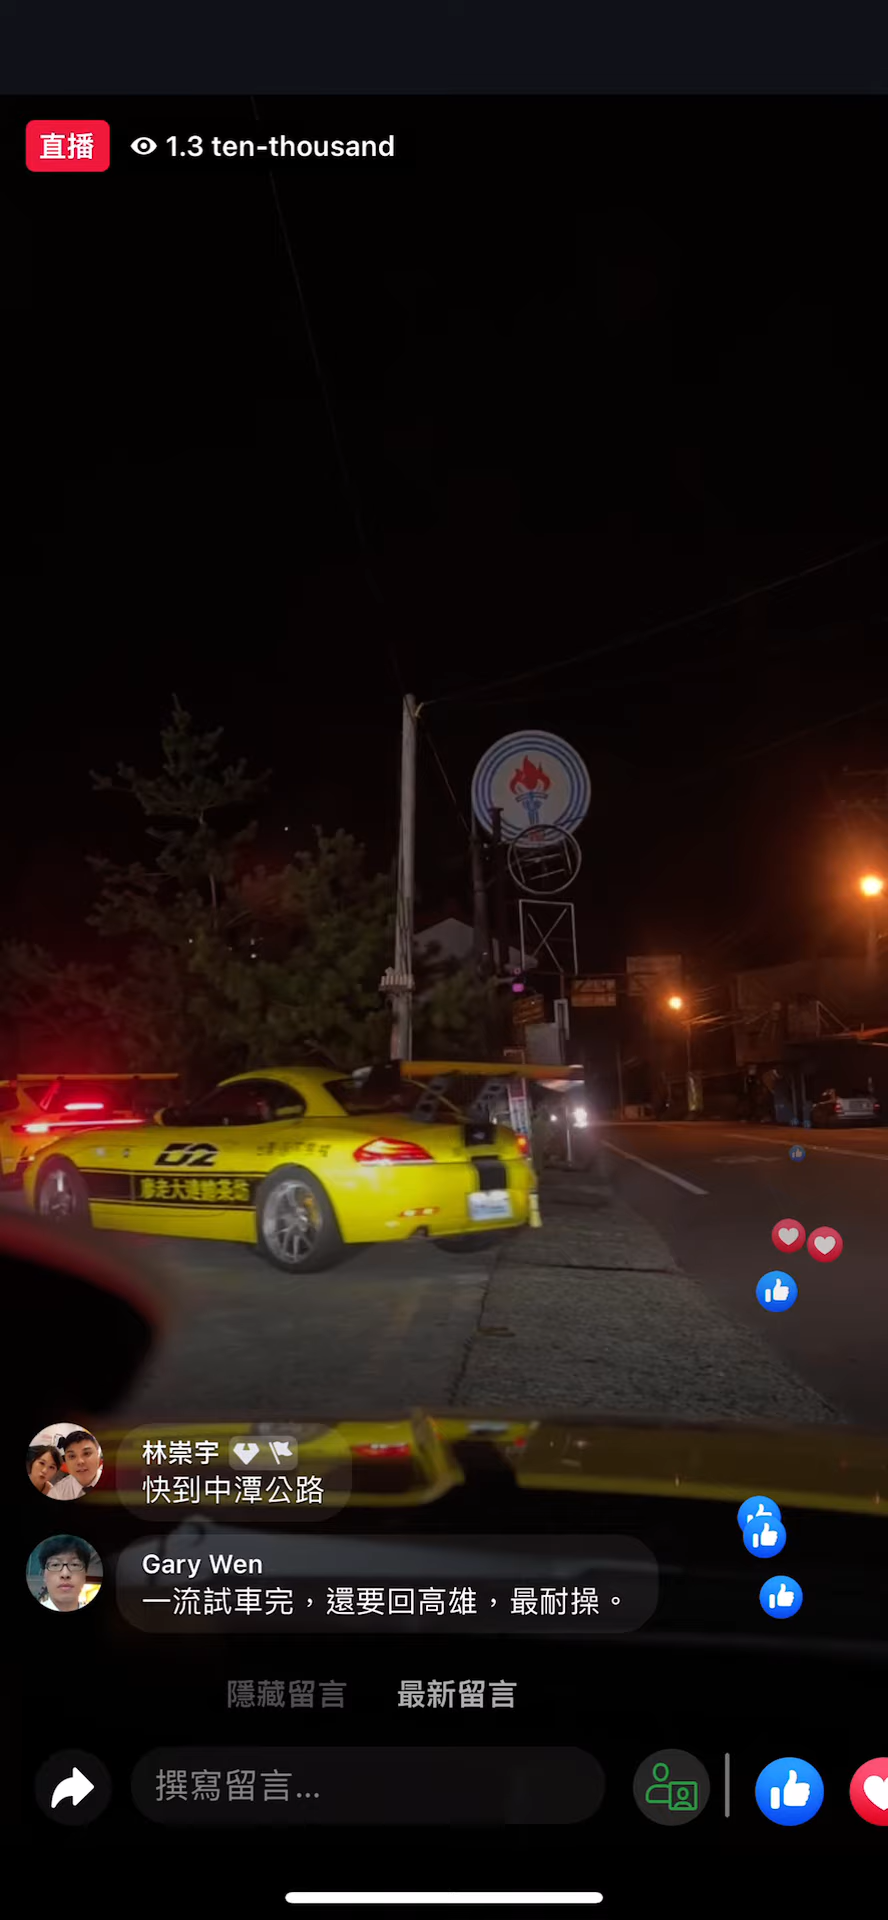 直播
1.3 ten-thousand
林崇宇
快到中潭公路
Gary Wen
一流試車完，還要回高雄，最耐操。
隱藏留言 最新留言
撰寫留言...